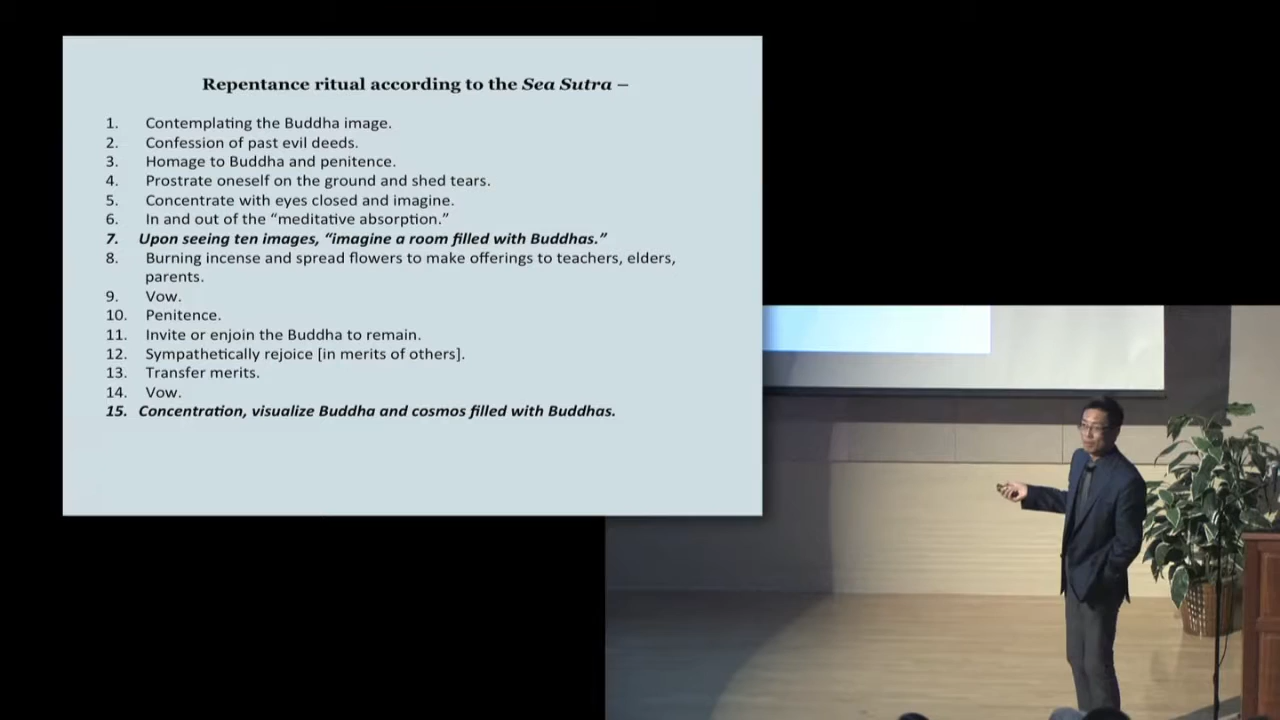 Repentance ritual according to the Sea Sutra –
1. Contemplating the Buddha image.
2. Confession of past evil deeds.
3. Homage to Buddha and penitence.
4. Prostrate oneself on the ground and shed tears.
5. Concentrate with eyes closed and imagine.
6. In and out of the “meditative absorption.”
7. Upon seeing ten images, “imagine a room filled with Buddhas.”
8. Burning incense and spread flowers to make offerings to teachers, elders,
parents.
9. Vow.
10. Penitence.
11. Invite or enjoin the Buddha to remain.
12. Sympathetically rejoice [in merits of others].
13. Transfer merits.
14. Vow.
15. Concentration, visualize Buddha and cosmos filled with Buddhas.